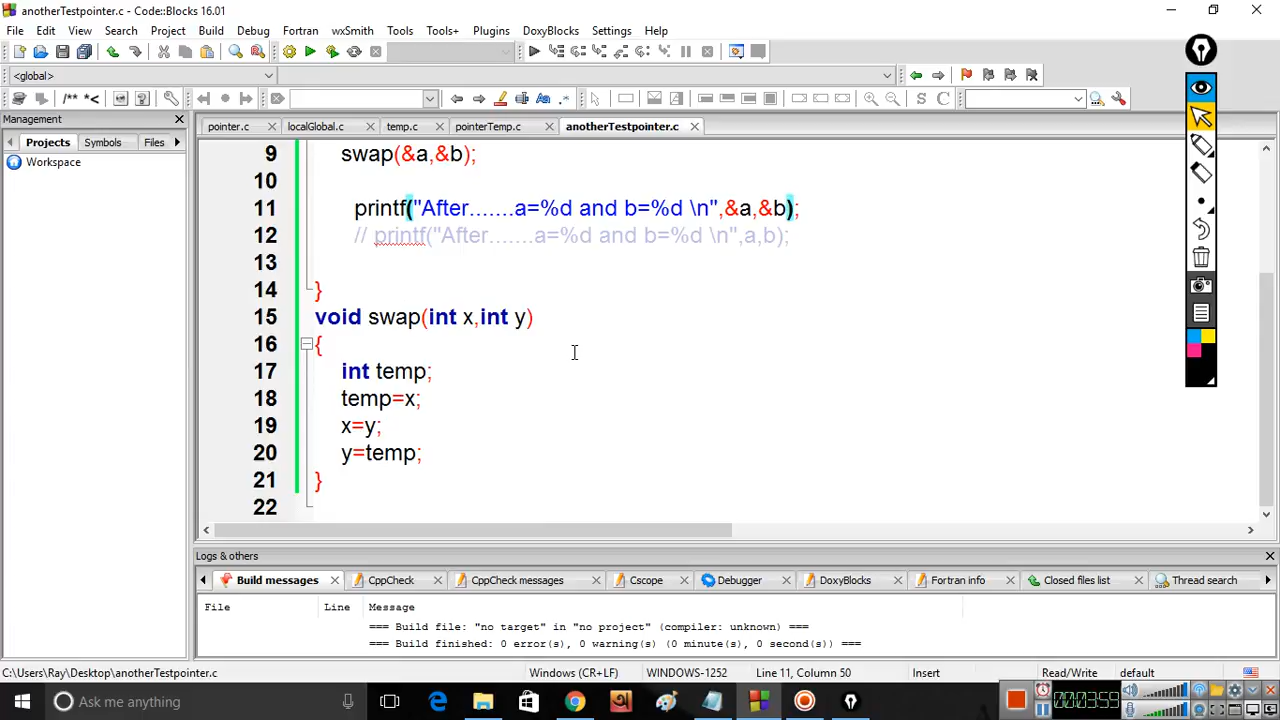 anotherTestpointer.c - Code::Blocks 16.01
File Edit View Search Project Build Debug Fortran wxSmith Tools Tools+ Plugins DoxyBlocks Settings Help
<global>
/** *<
S C
Management
Projects Symbols Files
Workspace
pointer.c localGlobal.c temp.c pointerTemp.c anotherTestpointer.c
9 swap(&a,&b);
10
11 printf("After.......a=%d and b=%d \n",&a,&b);
12 // printf("After.......a=%d and b=%d \n",a,b);
13
14 }
15 void swap(int x,int y)
16 {
17 int temp;
18 temp=x;
19 x=y;
20 y=temp;
21 }
22
Logs & others
Build messages CppCheck CppCheck messages Cscope Debugger DoxyBlocks Fortran info Closed files list Thread search
File Line Message
=== Build file: "no target" in "no project" (compiler: unknown) ===
=== Build finished: 0 error(s), 0 warning(s) (0 minute(s), 0 second(s)) ===
C:\Users\Ray\Desktop\anotherTestpointer.c Windows (CR+LF) WINDOWS-1252 Line 11, Column 50 Insert Read/Write default
Ask me anything
00:03:59